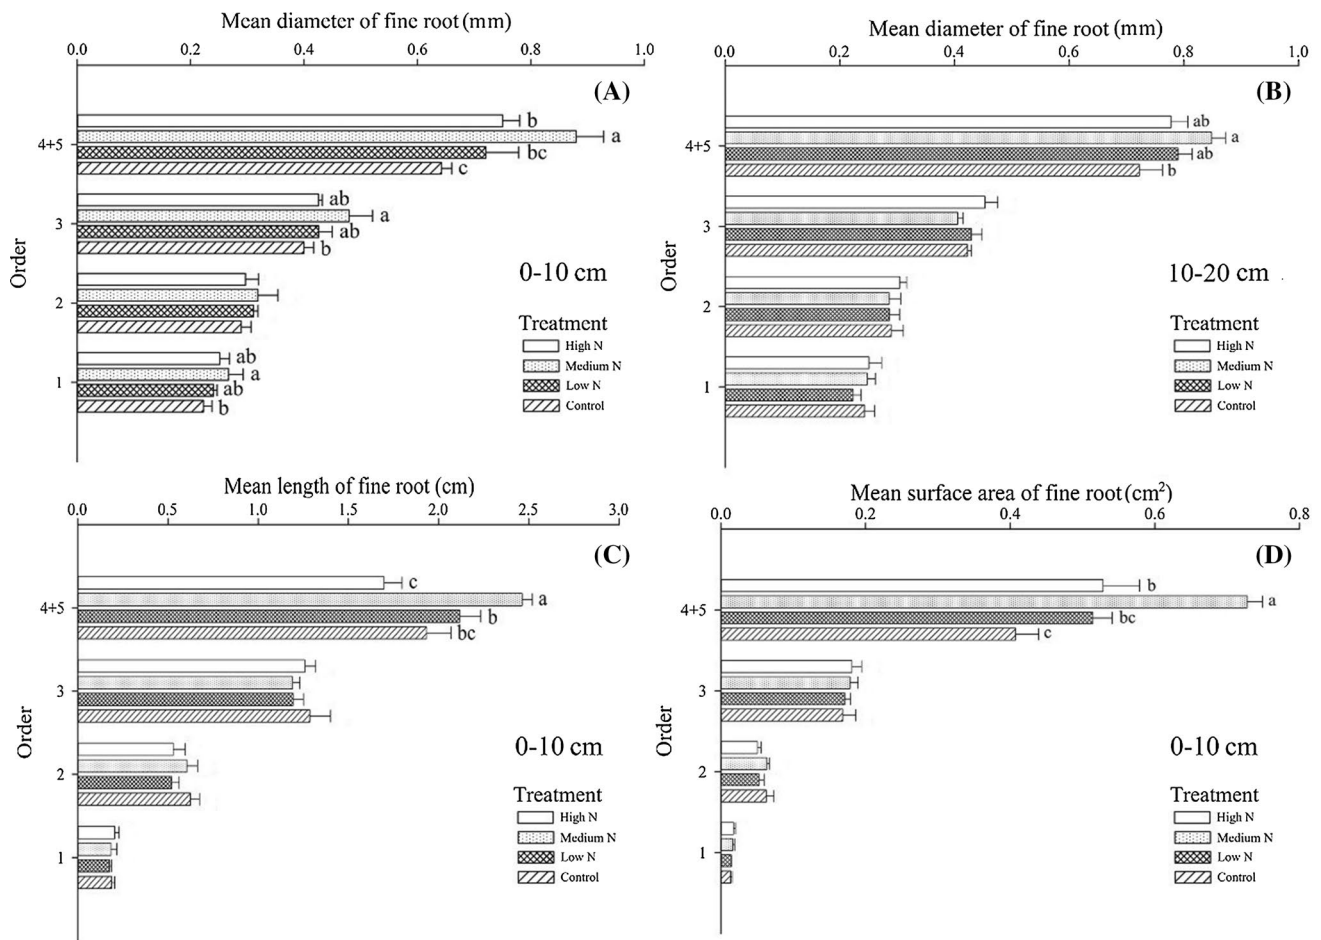 Mean diameter of fine root (mm)
0.0 0.2 0.4 0.6 0.8 1.0
(A)
b
a
4+5
bc
c
ab
a
3
ab
b
Order
0-10 cm
2
Treatment
High N
Medium N
Low N
Control
ab
a
1
ab
b
Mean diameter of fine root (mm)
0.0 0.2 0.4 0.6 0.8 1.0
(B)
ab
a
4+5
ab
b
3
Order
10-20 cm
2
Treatment
High N
Medium N
Low N
Control
1
Mean length of fine root (cm)
0.0 0.5 1.0 1.5 2.0 2.5 3.0
(C)
c
a
4+5
b
bc
3
Order
0-10 cm
2
Treatment
High N
Medium N
Low N
Control
1
Mean surface area of fine root (cm²)
0.0 0.2 0.4 0.6 0.8
(D)
b
a
4+5
bc
c
3
Order
0-10 cm
2
Treatment
High N
Medium N
Low N
Control
1